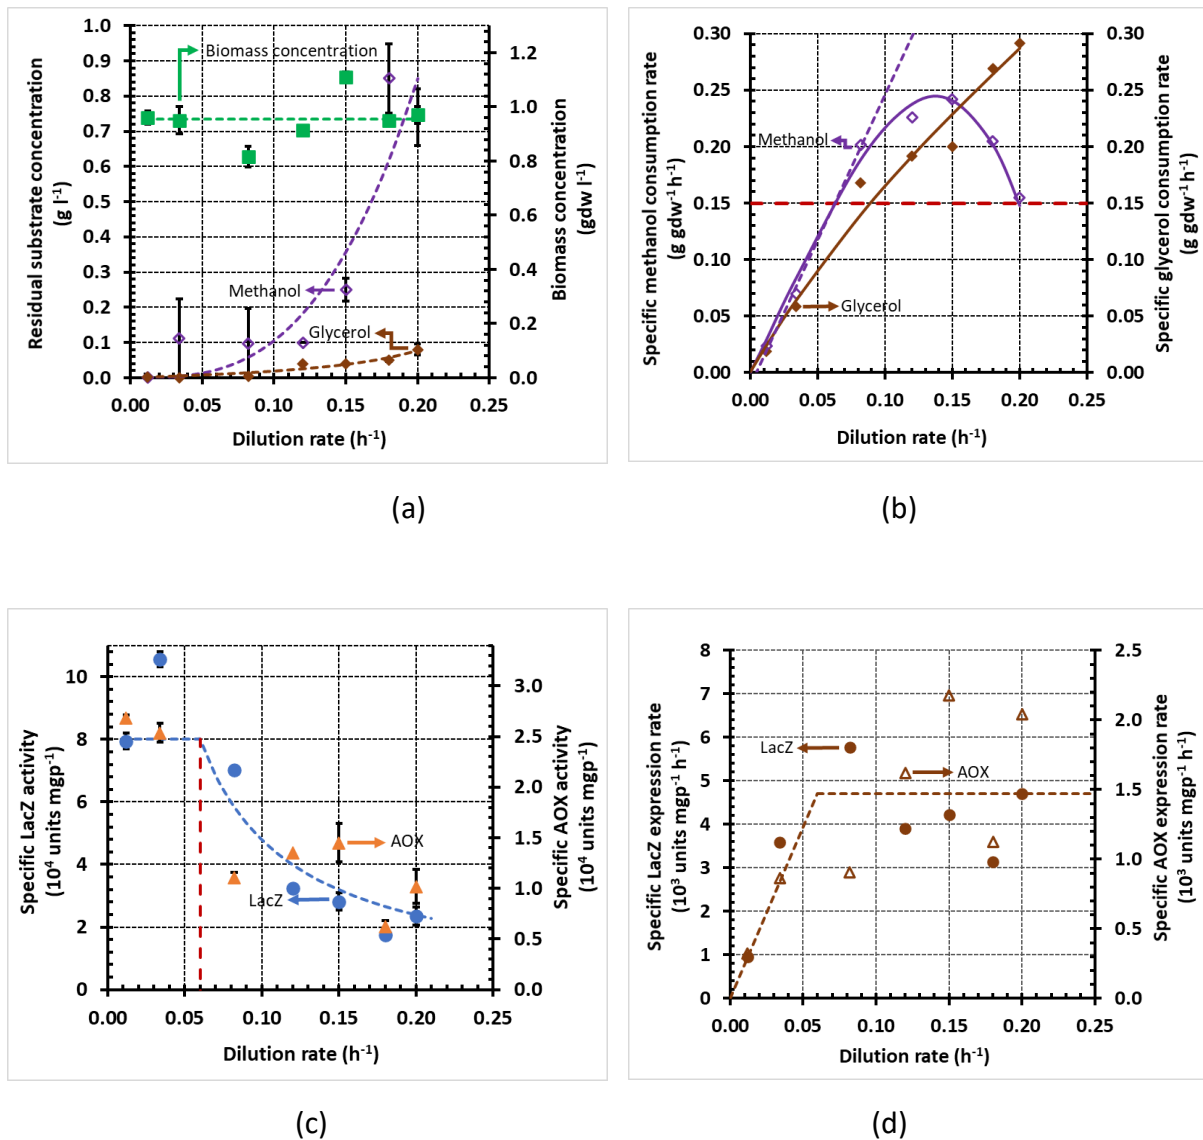 1.0
0.9
0.8
0.7
0.6
0.5
0.4
0.3
0.2
0.1
0.0
Residual substrate concentration
(g l⁻¹)
0.00 0.05 0.10 0.15 0.20 0.25
Dilution rate (h⁻¹)
1.2
1.0
0.8
0.6
0.4
0.2
0.0
Biomass concentration
(gdw l⁻¹)
Biomass concentration
Methanol
Glycerol
(a)
0.30
0.25
0.20
0.15
0.10
0.05
0.00
Specific methanol consumption rate
(g gdw⁻¹ h⁻¹)
0.00 0.05 0.10 0.15 0.20 0.25
Dilution rate (h⁻¹)
0.30
0.25
0.20
0.15
0.10
0.05
0.00
Specific glycerol consumption rate
(g gdw⁻¹ h⁻¹)
Methanol
Glycerol
(b)
10
8
6
4
2
0
Specific LacZ activity
(10⁴ units mgp⁻¹)
0.00 0.05 0.10 0.15 0.20 0.25
Dilution rate (h⁻¹)
3.0
2.5
2.0
1.5
1.0
0.5
0.0
Specific AOX activity
(10⁴ units mgp⁻¹)
AOX
LacZ
(c)
8
7
6
5
4
3
2
1
0
Specific LacZ expression rate
(10³ units mgp⁻¹ h⁻¹)
0.00 0.05 0.10 0.15 0.20 0.25
Dilution rate (h⁻¹)
2.5
2.0
1.5
1.0
0.5
0.0
Specific AOX expression rate
(10³ units mgp⁻¹ h⁻¹)
LacZ
AOX
(d)